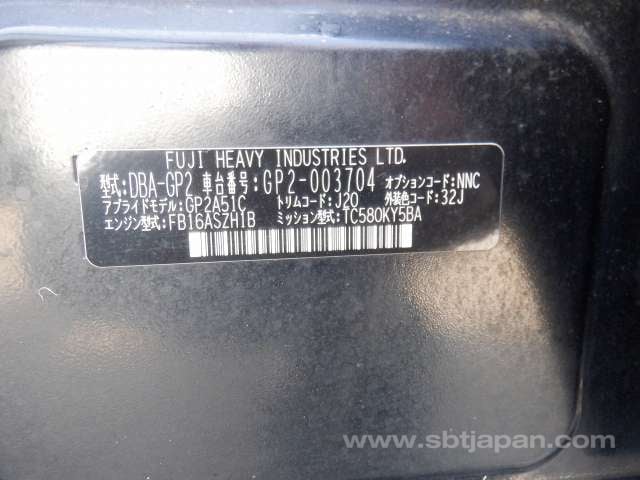 FUJI HEAVY INDUSTRIES LTD.
型式:DBA-GP2 車台番号:GP2-003704 オプションコード:NNC
アプライドモデル:GP2A51C トリムコード:J20 外装色コード:32J
エンジン型式:FB16ASZH1B ミッション型式:TC580KY5BA
www.sbtjapan.com